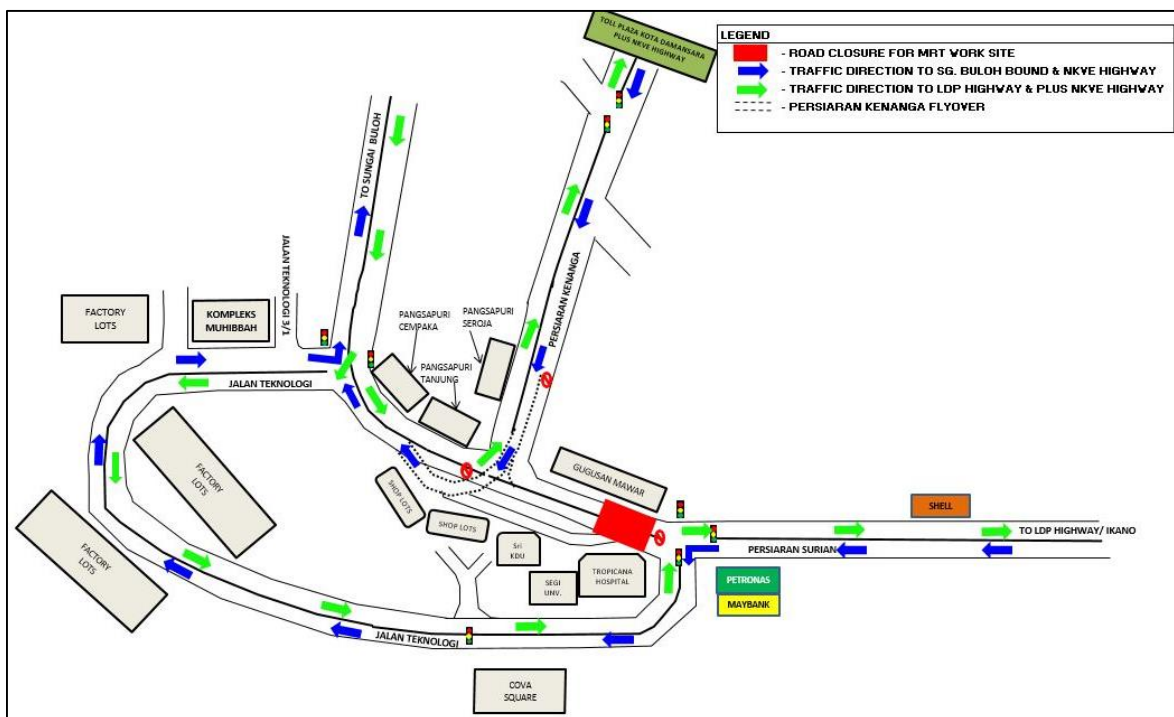 TOLL PLAZA KOTA DAMANSARA
PLUS NKVE HIGHWAY
LEGEND
- ROAD CLOSURE FOR MRT WORK SITE
- TRAFFIC DIRECTION TO SG. BULOH BOUND & NKVE HIGHWAY
- TRAFFIC DIRECTION TO LDP HIGHWAY & PLUS NKVE HIGHWAY
- PERSIARAN KENANGA FLYOVER
TO SUNGAI BULOH
JALAN TEKNOLOGI 3/1
PERSIARAN KENANGA
FACTORY
LOTS
KOMPLEKS
MUHIBBAH
PANGSAPURI
CEMPAKA
PANGSAPURI
SEROJA
PANGSAPURI
TANJUNG
JALAN TEKNOLOGI
FACTORY
LOTS
FACTORY
LOTS
SHOP LOTS
SHOP LOTS
GUGUSAN MAWAR
Sri
KDU
SEGI
UNV.
TROPICANA
HOSPITAL
SHELL
TO LDP HIGHWAY/ IKANO
PERSIARAN SURIAN
PETRONAS
MAYBANK
JALAN TEKNOLOGI
COVA
SQUARE